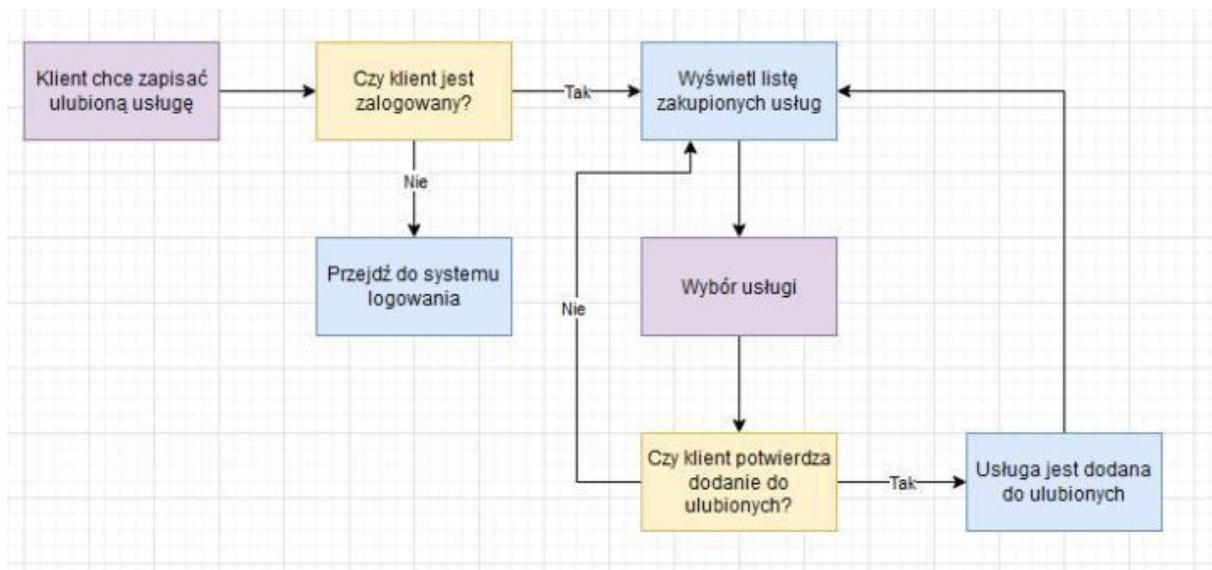 Klient chce zapisać
ulubioną usługę
Czy klient jest
zalogowany?
Tak
Wyświetl listę
zakupionych usług
Nie
Przejdź do systemu
logowania
Wybór usługi
Nie
Czy klient potwierdza
dodanie do
ulubionych?
Tak
Usługa jest dodana
do ulubionych